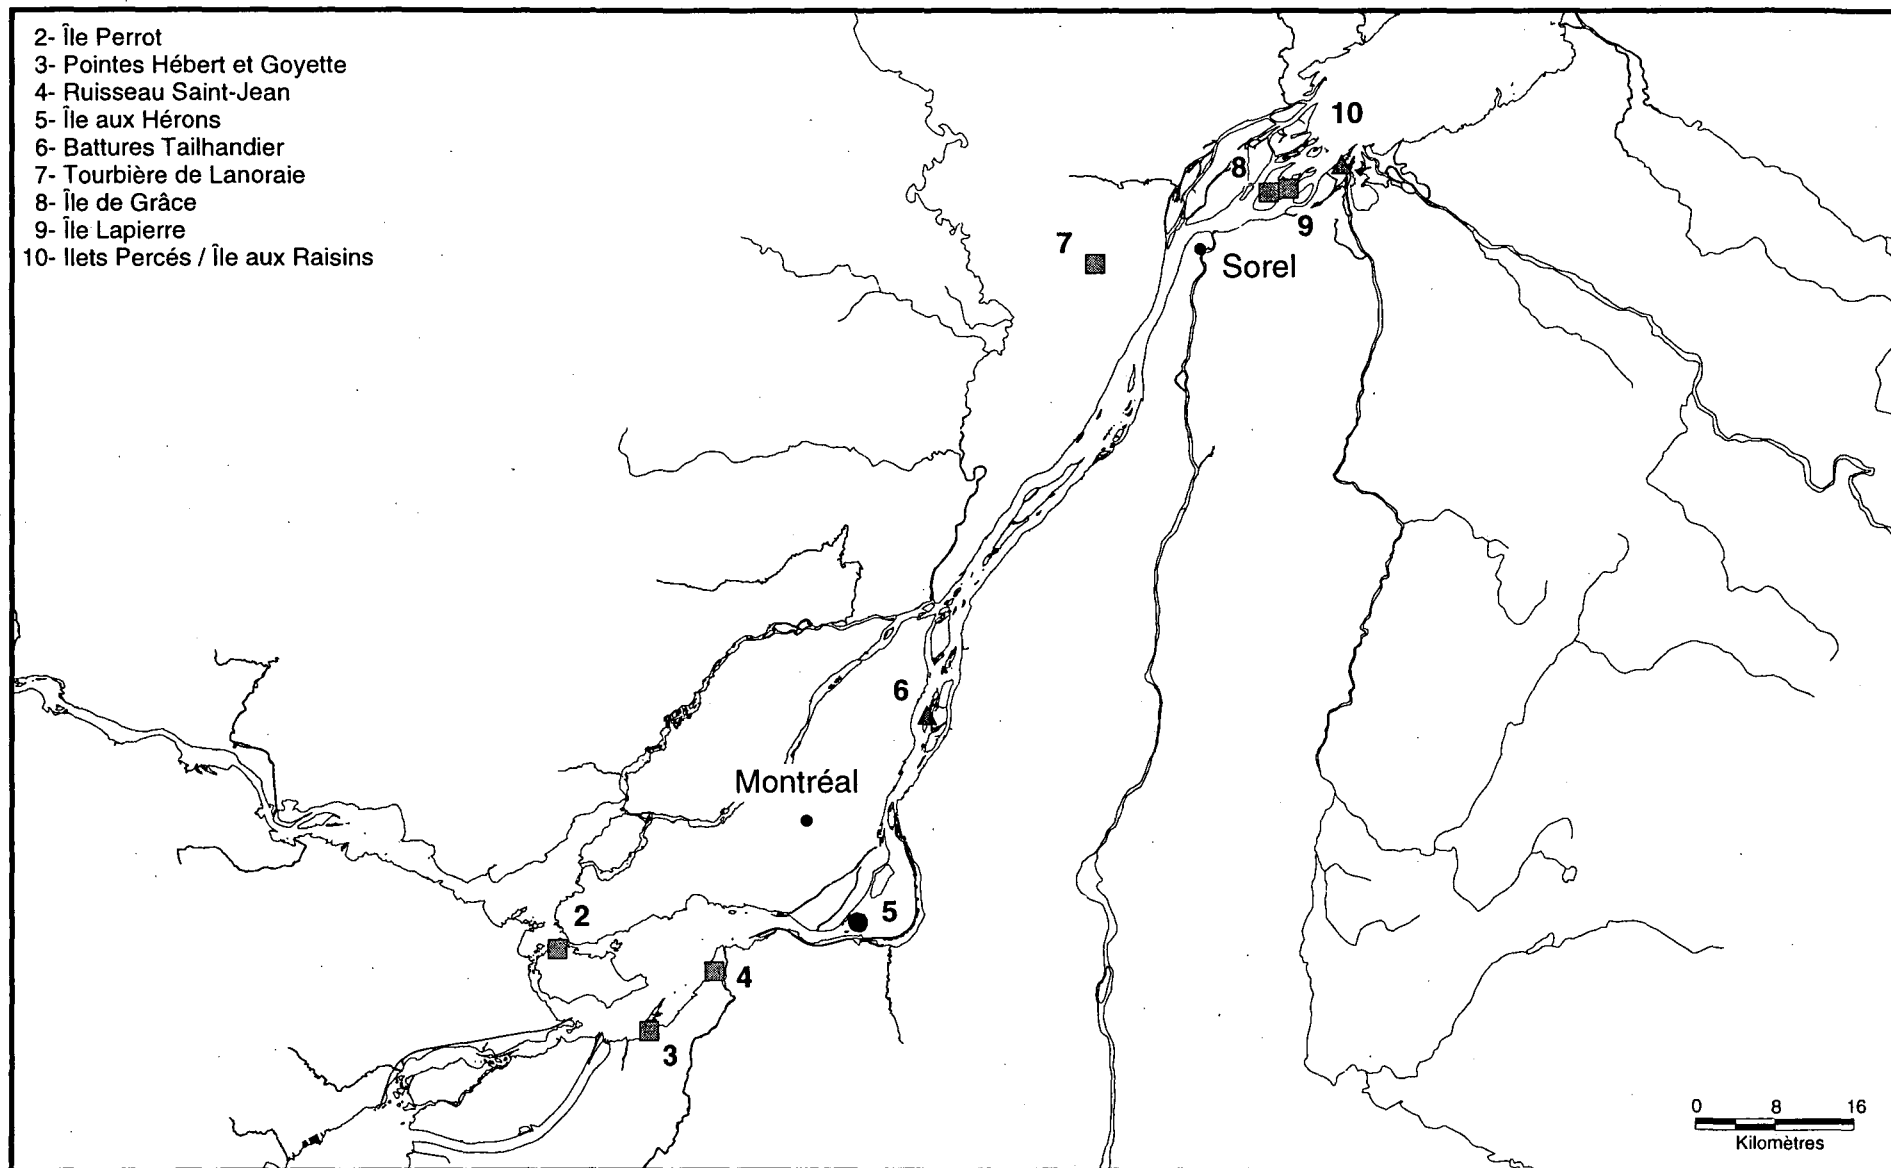 2- Île Perrot
3- Pointes Hébert et Goyette
4- Ruisseau Saint-Jean
5- Île aux Hérons
6- Battures Tailhandier
7- Tourbière de Lanoraie
8- Île de Grâce
9- Île Lapierre
10- Ilets Percés / Île aux Raisins
10
8
9
7
Sorel
6
Montréal
5
2
4
3
0 8 16
Kilomètres